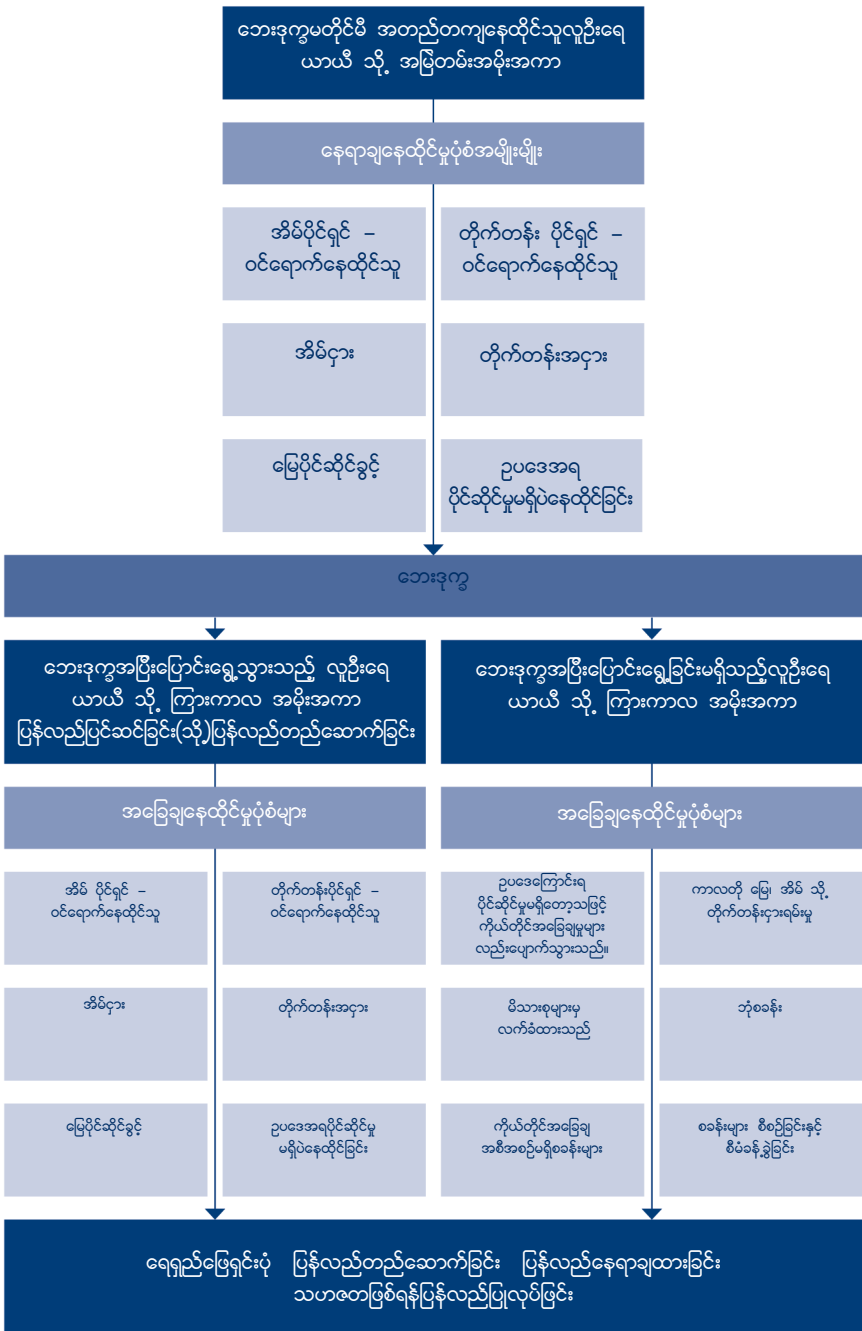 ဘေးဒုက္ခမတိုင်မီ အတည်တကျနေထိုင်သူလူဦးရေ
ယာယီ သို့ အမြဲတမ်းအမိုးအကာ
နေရာချနေထိုင်မှုပုံစံအမျိုးမျိုး
အိမ်ပိုင်ရှင် –
ဝင်ရောက်နေထိုင်သူ
တိုက်တန်း ပိုင်ရှင် –
ဝင်ရောက်နေထိုင်သူ
အိမ်ငှား
တိုက်တန်းအငှား
မြေပိုင်ဆိုင်ခွင့်
ဥပဒေအရ
ပိုင်ဆိုင်မှုမရှိပဲနေထိုင်ခြင်း
ဘေးဒုက္ခ
ဘေးဒုက္ခအပြီးပြောင်းရွှေ့သွားသည့် လူဦးရေ
ယာယီ သို့ ကြားကာလ အမိုးအကာ
ပြန်လည်ပြင်ဆင်ခြင်း(သို့)ပြန်လည်တည်ဆောက်ခြင်း
ဘေးဒုက္ခအပြီးပြောင်းရွှေ့ခြင်းမရှိသည့်လူဦးရေ
ယာယီ သို့ ကြားကာလ အမိုးအကာ
အခြေချနေထိုင်မှုပုံစံများ
အခြေချနေထိုင်မှုပုံစံများ
အိမ် ပိုင်ရှင် –
ဝင်ရောက်နေထိုင်သူ
တိုက်တန်းပိုင်ရှင် –
ဝင်ရောက်နေထိုင်သူ
ဥပဒေကြောင်းရ
ပိုင်ဆိုင်မှုမရှိတော့သဖြင့်
ကိုယ်တိုင်အခြေချမှုများ
လည်းပျောက်သွားသည်။
ကာလတို မြေ၊ အိမ် သို့
တိုက်တန်းငှားရမ်းမှု
အိမ်ငှား
တိုက်တန်းအငှား
မိသားစုများမှ
လက်ခံထားသည်
ဘုံစခန်း
မြေပိုင်ဆိုင်ခွင့်
ဥပဒေအရပိုင်ဆိုင်မှု
မရှိပဲနေထိုင်ခြင်း
ကိုယ်တိုင်အခြေချ
အစီအစဉ်မရှိစခန်းများ
စခန်းများ စီစဉ်ခြင်းနှင့်
စီမံခန့်ခွဲခြင်း
ရေရှည်ဖြေရှင်းပုံ ပြန်လည်တည်ဆောက်ခြင်း ပြန်လည်နေရာချထားခြင်း
သဟဇတဖြစ်ရန်ပြန်လည်ပြုလုပ်ဖြင်း